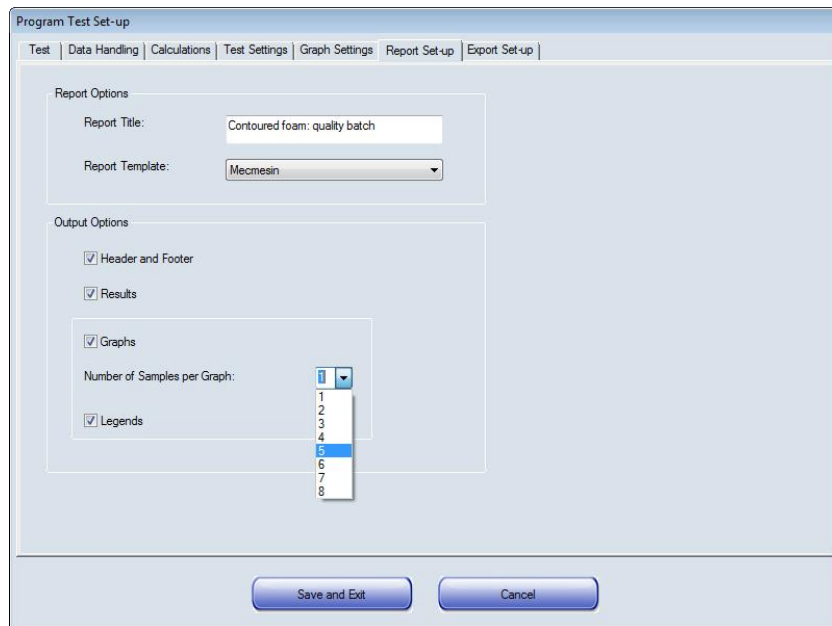 Program Test Set-up
Test Data Handling Calculations Test Settings Graph Settings Report Set-up Export Set-up
Report Options
Report Title: Contoured foam: quality batch
Report Template: Mecmesin
Output Options
Header and Footer
Results
Graphs
Number of Samples per Graph: 1
1
2
3
4
Legends
5
6
7
8
Save and Exit Cancel